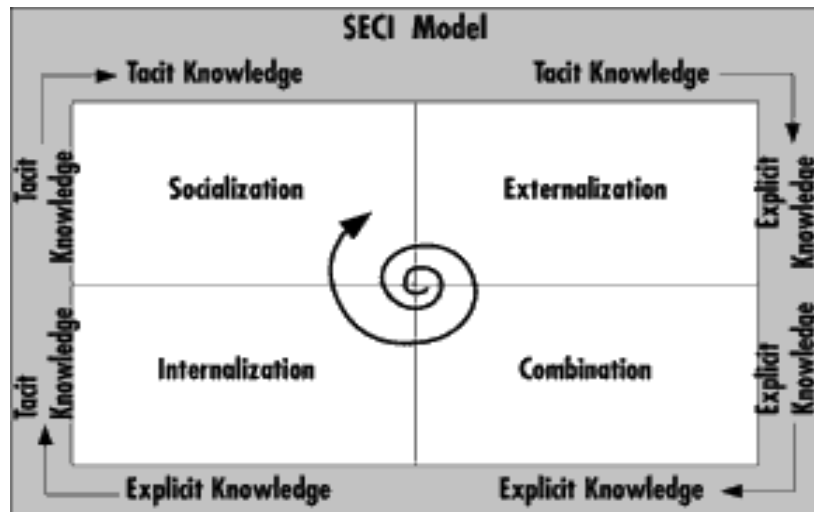 SECI Model
Tacit Knowledge
Tacit Knowledge
Tacit
Knowledge
Socialization
Externalization
Explicit
Knowledge
Tacit
Knowledge
Internalization
Combination
Explicit
Knowledge
Explicit Knowledge
Explicit Knowledge